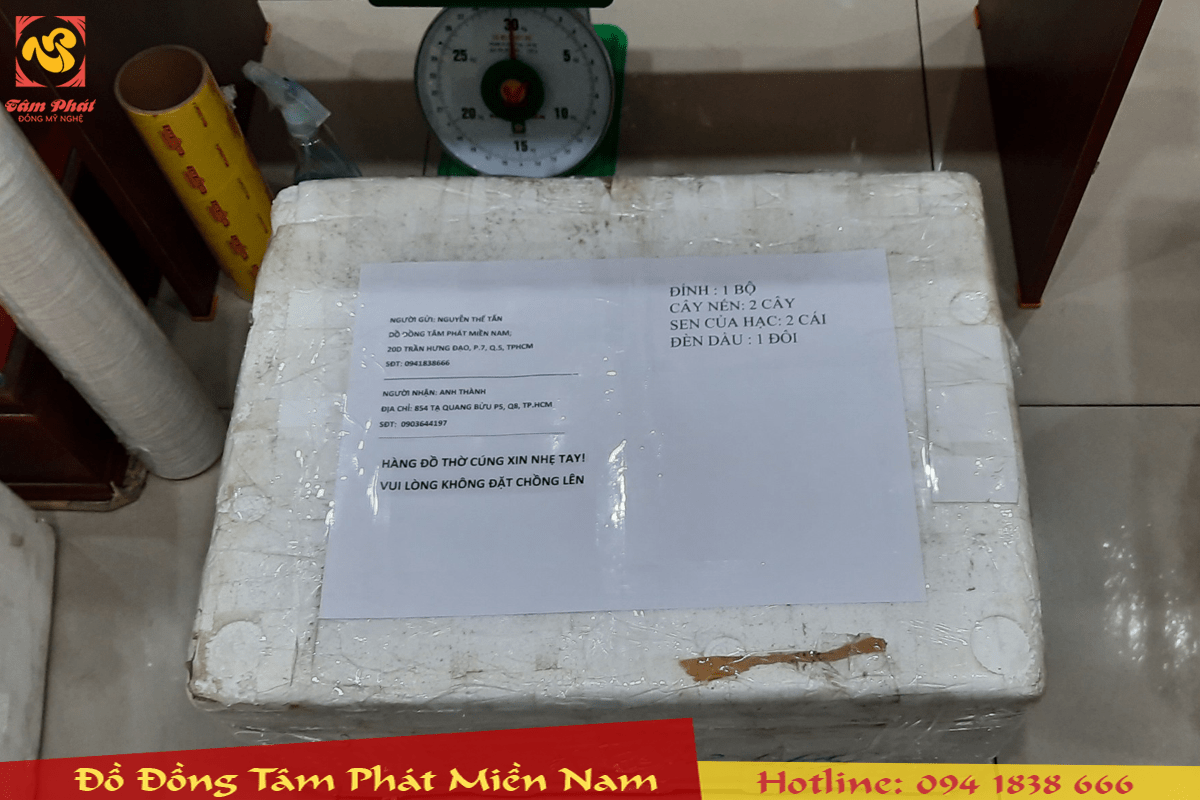 Tâm Phát
ĐỒNG MỸ NGHỆ
30
25
5
20
10
15
NGƯỜI GỬI: NGUYỄN THẾ TẤN
ĐỒ ĐỒNG TÂM PHÁT MIỀN NAM;
20D TRẦN HƯNG ĐẠO, P.7, Q.5, TPHCM
SĐT: 0941838666
NGƯỜI NHẬN: ANH THÀNH
ĐỊA CHỈ: 854 TẠ QUANG BỬU P5, Q8, TP.HCM
SĐT: 0903644197
HÀNG ĐỒ THỜ CÚNG XIN NHẸ TAY!
VUI LÒNG KHÔNG ĐẶT CHỒNG LÊN
ĐỈNH : 1 BỘ
CÂY NẾN: 2 CÂY
SEN CỦA HẠC: 2 CÁI
ĐÈN DẦU : 1 ĐÔI
Đồ Đồng Tâm Phát Miền Nam
Hotline: 094 1838 666